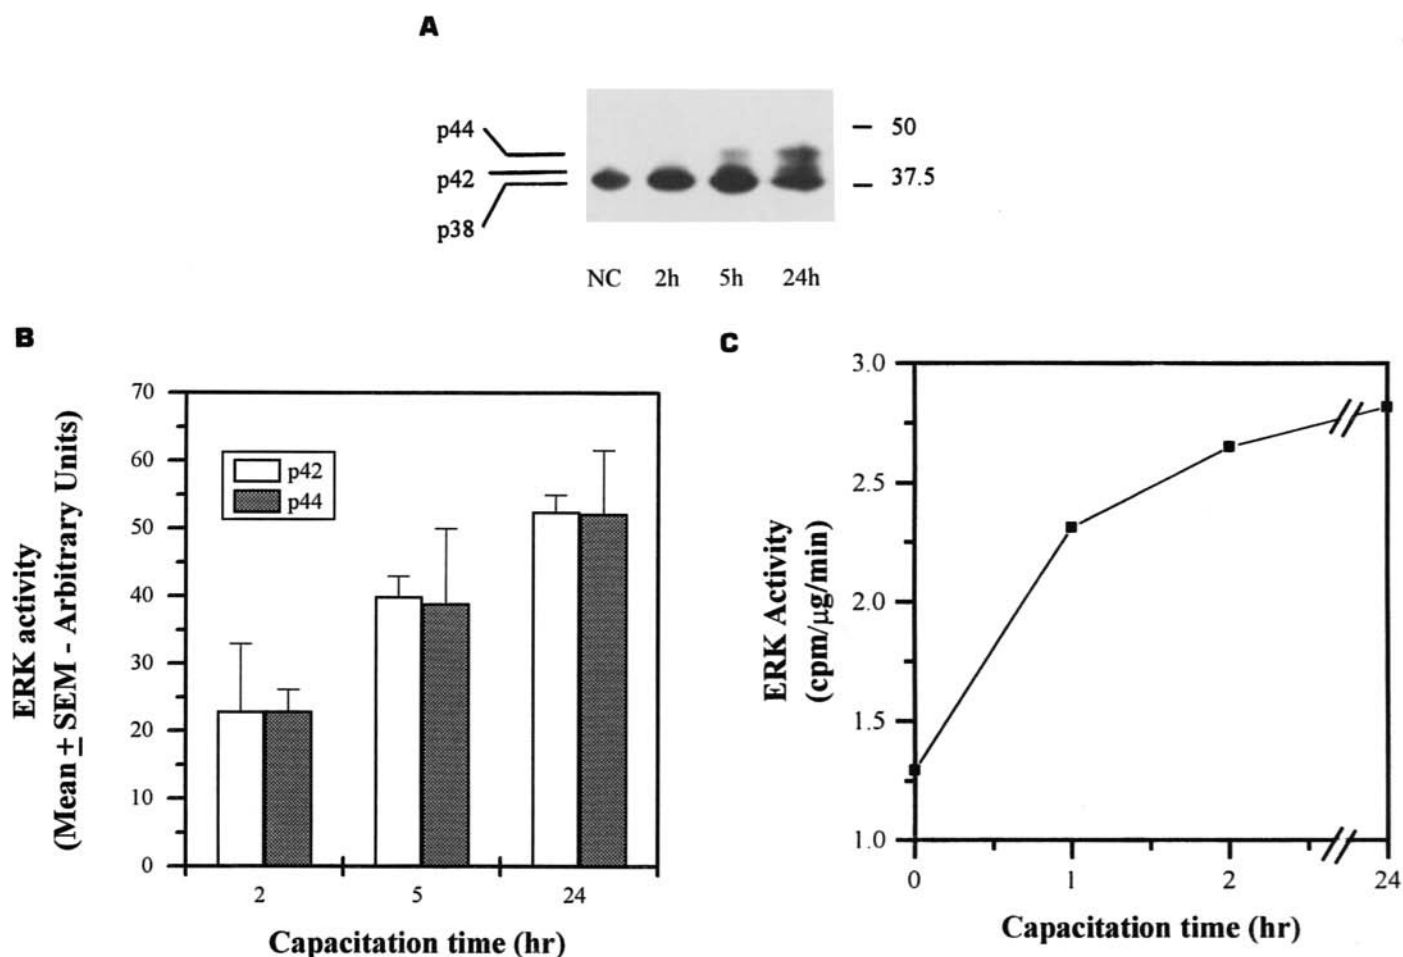 A
p44
p42
p38
50
37.5
NC 2h 5h 24h
B
ERK activity
(Mean ± SEM - Arbitrary Units)
70
60
50
40
30
20
10
0
p42
p44
2 5 24
Capacitation time (hr)
C
ERK Activity
(cpm/µg/min)
3.0
2.5
2.0
1.5
1.0
0 1 2 24
Capacitation time (hr)